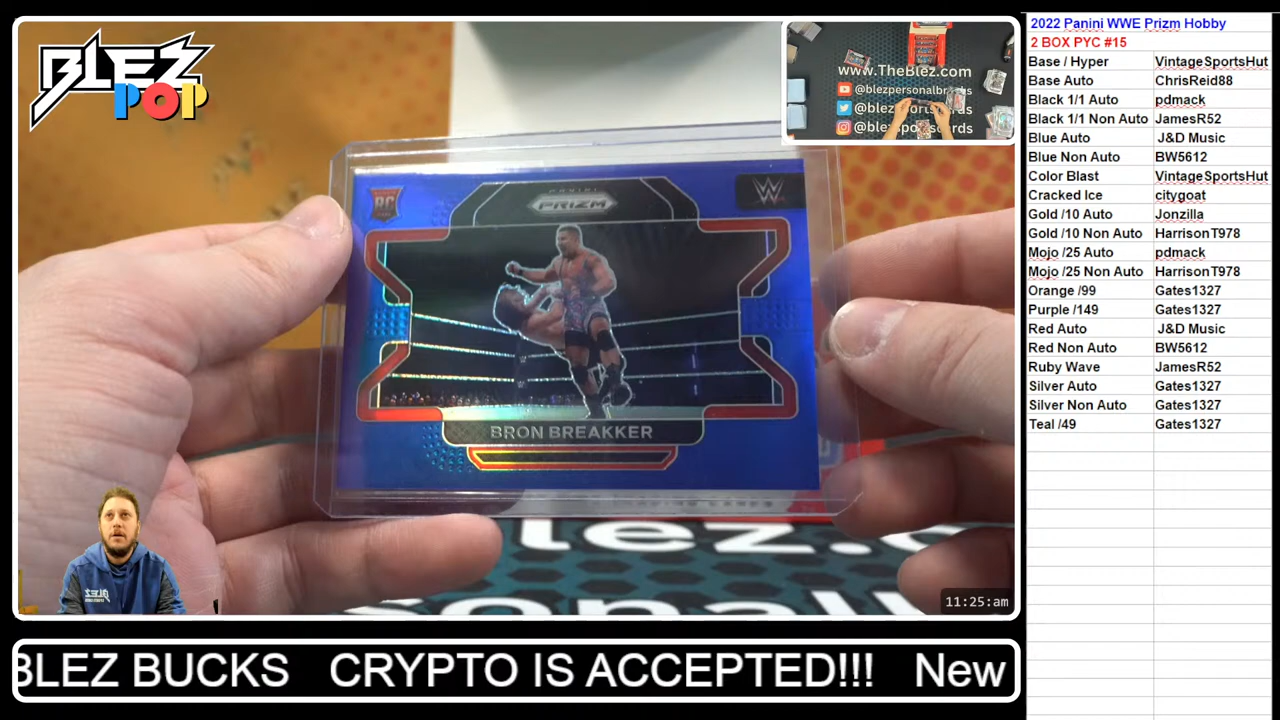 BLEZ
POP
RC
PANINI
PRIZM
W
BRON BREAKKER
www.TheBlez.com
@blezpersonalbreaks
@blezsportscards
@blezsportscards
11:25:am
BLEZ BUCKS CRYPTO IS ACCEPTED!!! New
2022 Panini WWE Prizm Hobby
2 BOX PYC #15
Base / Hyper VintageSportsHut
Base Auto ChrisReid88
Black 1/1 Auto pdmack
Black 1/1 Non Auto JamesR52
Blue Auto J&D Music
Blue Non Auto BW5612
Color Blast VintageSportsHut
Cracked Ice citygoat
Gold /10 Auto Jonzilla
Gold /10 Non Auto HarrisonT978
Mojo /25 Auto pdmack
Mojo /25 Non Auto HarrisonT978
Orange /99 Gates1327
Purple /149 Gates1327
Red Auto J&D Music
Red Non Auto BW5612
Ruby Wave JamesR52
Silver Auto Gates1327
Silver Non Auto Gates1327
Teal /49 Gates1327